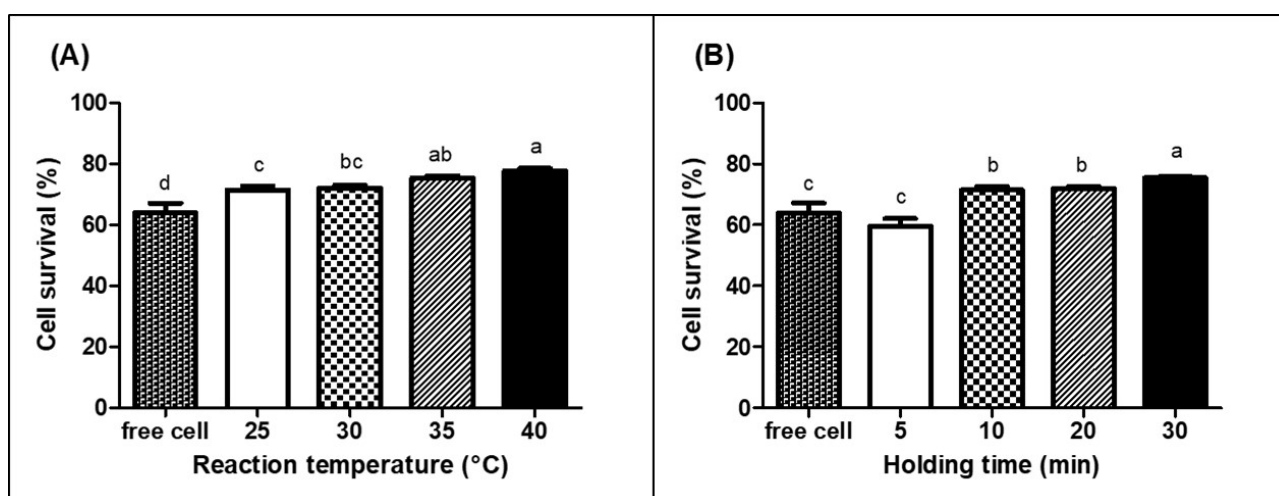 (A)
Cell survival (%)
100
80
60
40
20
0
d
c
bc
ab
a
free cell 25 30 35 40
Reaction temperature (°C)
(B)
Cell survival (%)
100
80
60
40
20
0
c
c
b
b
a
free cell 5 10 20 30
Holding time (min)